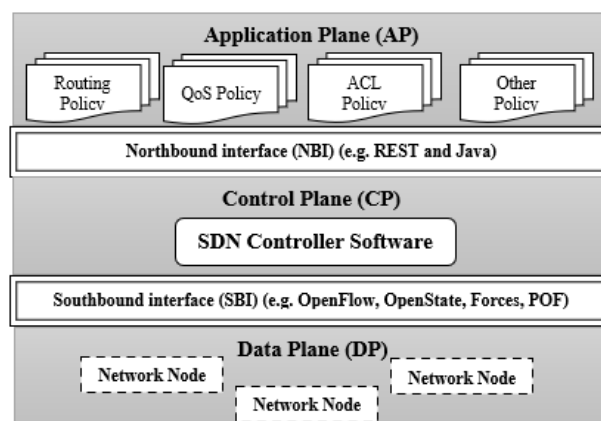 Application Plane (AP)
Routing
Policy
QoS Policy
ACL
Policy
Other
Policy
Northbound interface (NBI) (e.g. REST and Java)
Control Plane (CP)
SDN Controller Software
Southbound interface (SBI) (e.g. OpenFlow, OpenState, Forces, POF)
Data Plane (DP)
Network Node
Network Node
Network Node